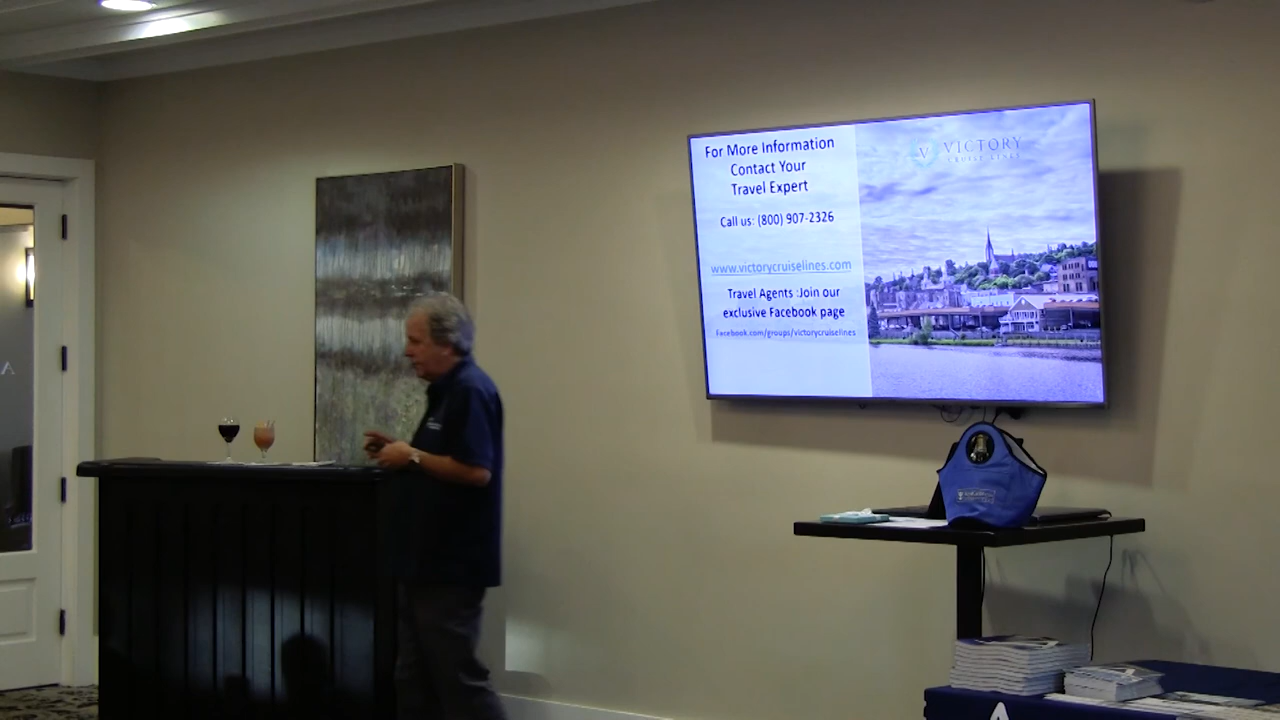 For More Information
Contact Your
Travel Expert
Call us: (800) 907-2326
www.victorycruiselines.com
Travel Agents :Join our
exclusive Facebook page
Facebook.com/groups/victorycruiselines
V VICTORY
CRUISE LINES
A